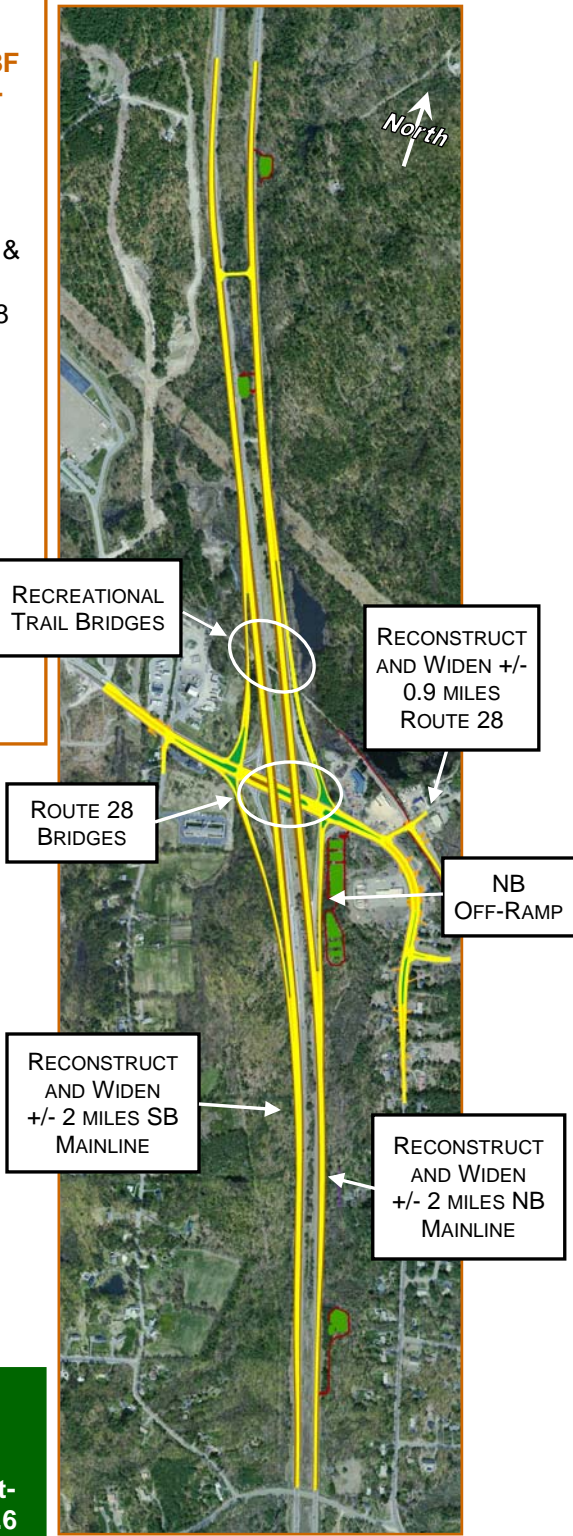 BF
&
North
RECREATIONAL
TRAIL BRIDGES
RECONSTRUCT
AND WIDEN +/-
0.9 MILES
ROUTE 28
ROUTE 28
BRIDGES
NB
OFF-RAMP
RECONSTRUCT
AND WIDEN
+/- 2 MILES SB
MAINLINE
RECONSTRUCT
AND WIDEN
+/- 2 MILES NB
MAINLINE
t-